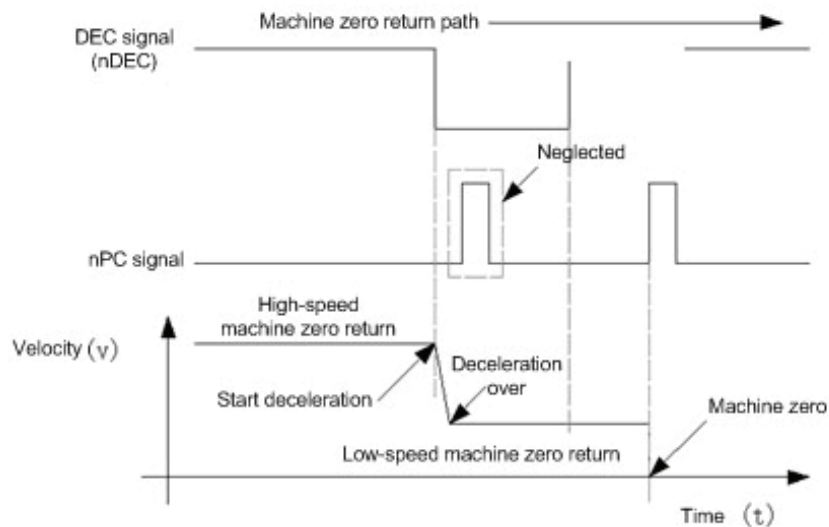 Machine zero return path
DEC signal
(nDEC)
Neglected
nPC signal
High-speed
machine zero return
Velocity (v)
Deceleration
over
Start deceleration
Machine zero
Low-speed machine zero return
Time (t)